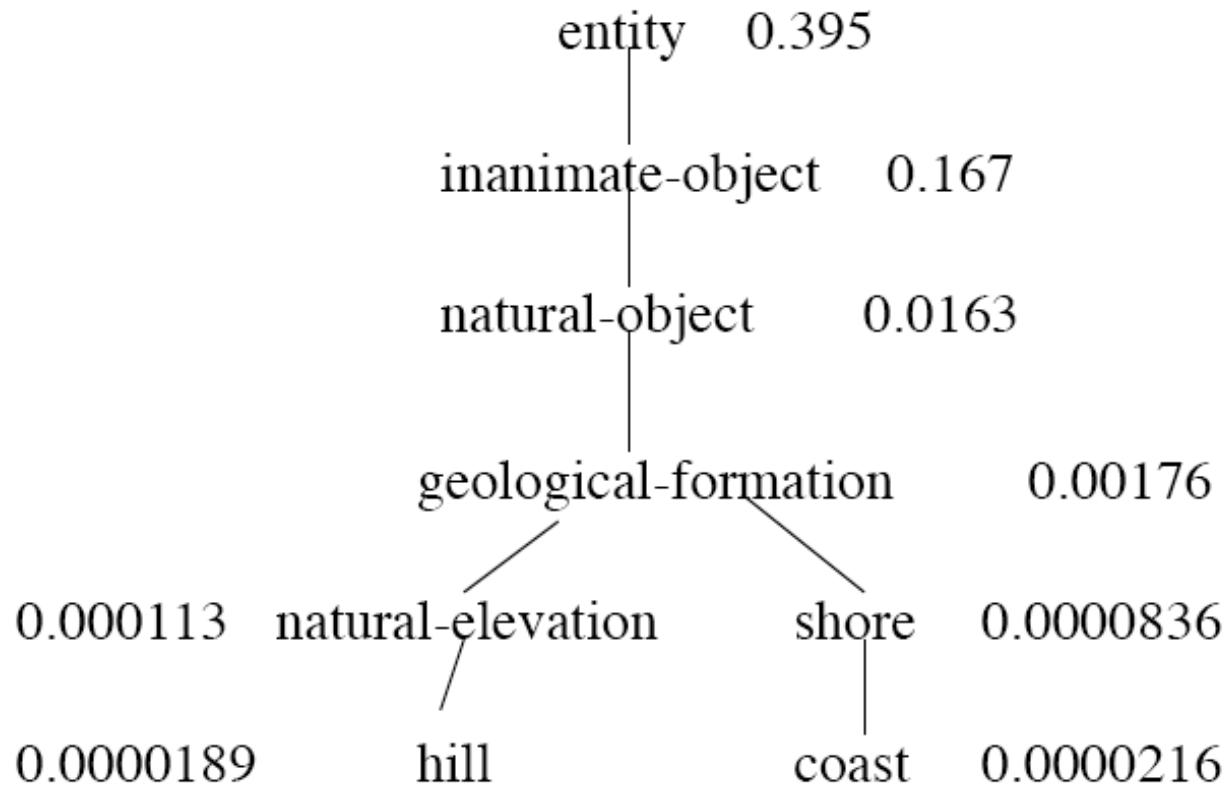 entity 0.395
inanimate-object 0.167
natural-object 0.0163
geological-formation 0.00176
0.000113 natural-elevation shore 0.0000836
0.0000189 hill coast 0.0000216